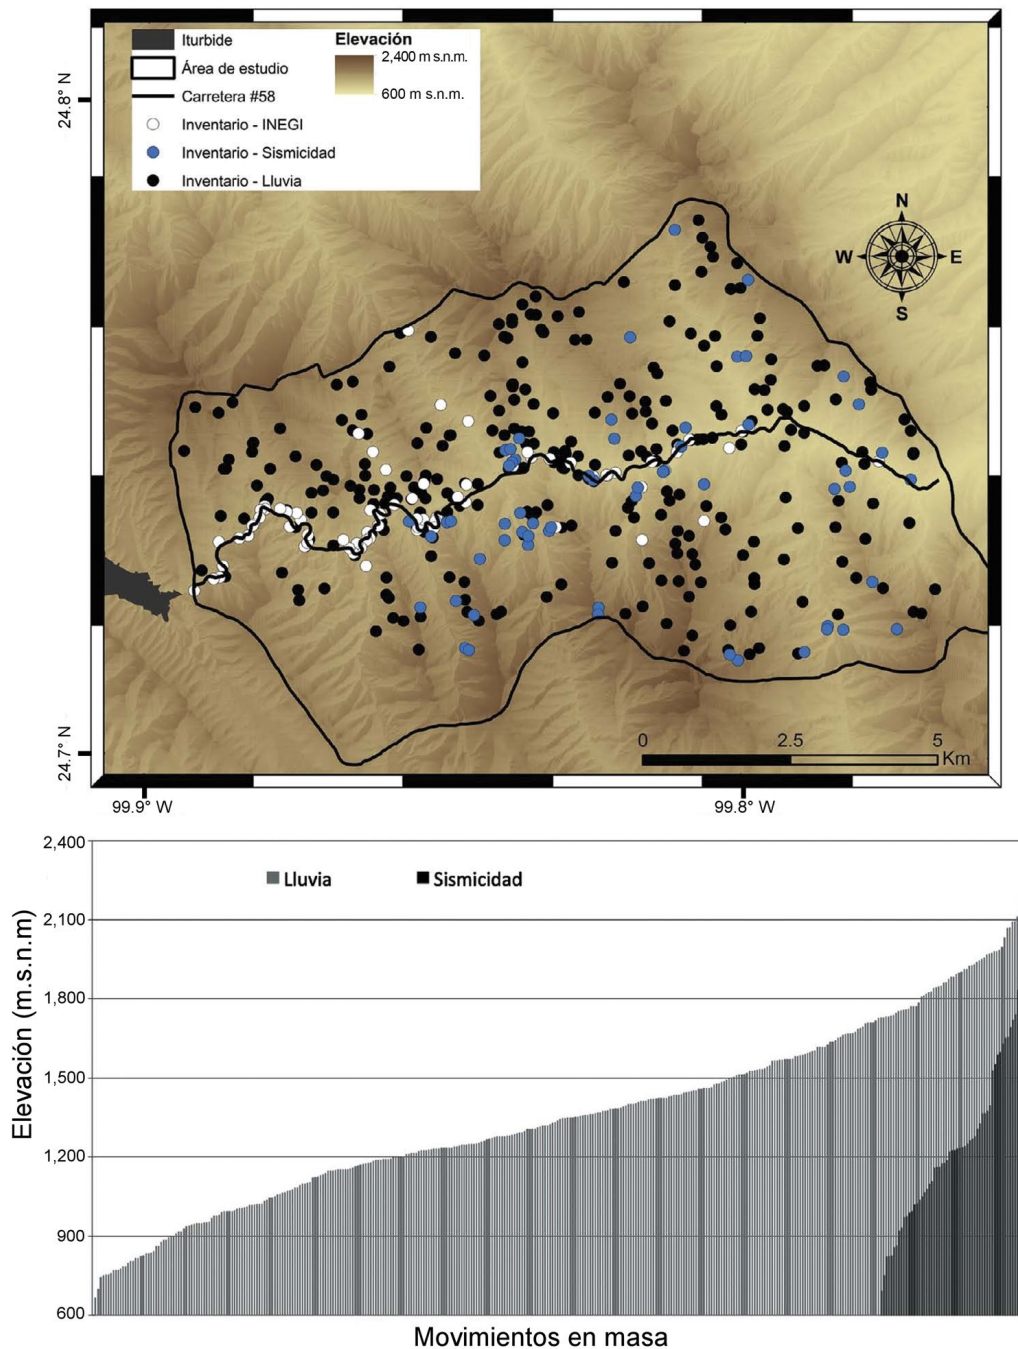 Iturbide
Área de estudio
Carretera #58
Inventario - INEGI
Inventario - Sismicidad
Inventario - Lluvia
Elevación
2,400 m s.n.m.
600 m s.n.m.
24.8° N
N
W
E
S
24.7° N
0
2.5
5
Km
99.9° W
99.8° W
2,400
2,100
1,800
1,500
1,200
900
600
Elevación (m.s.n.m)
Lluvia
Sismicidad
Movimientos en masa